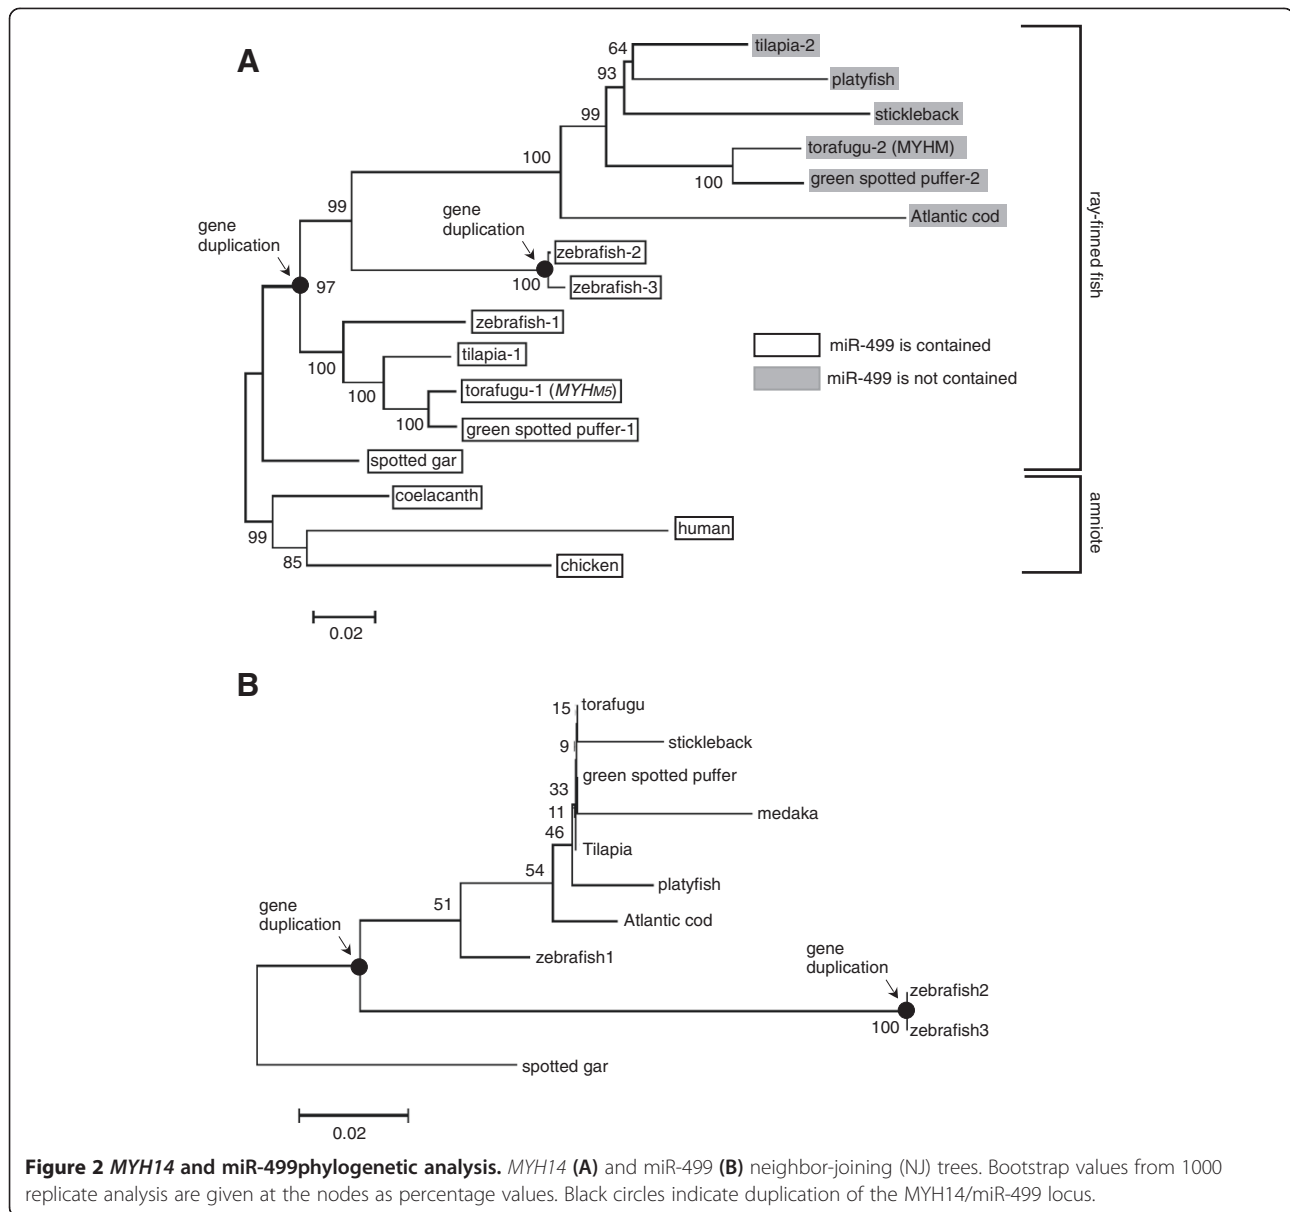 A
64
tilapia-2
93
platyfish
99
stickleback
100
torafugu-2 (MYHM)
100
green spotted puffer-2
Atlantic cod
99
gene
duplication
gene
duplication
zebrafish-2
100
zebrafish-3
97
zebrafish-1
100
tilapia-1
100
torafugu-1 (MYHM5)
100
green spotted puffer-1
spotted gar
coelacanth
99
human
85
chicken
miR-499 is contained
miR-499 is not contained
ray-finned fish
amniote
0.02
B
15
torafugu
9
stickleback
green spotted puffer
33
11
medaka
46
Tilapia
54
platyfish
51
Atlantic cod
gene
duplication
zebrafish1
gene
duplication
zebrafish2
100
zebrafish3
spotted gar
0.02
Figure 2 MYH14 and miR-499phylogenetic analysis. MYH14 (A) and miR-499 (B) neighbor-joining (NJ) trees. Bootstrap values from 1000
replicate analysis are given at the nodes as percentage values. Black circles indicate duplication of the MYH14/miR-499 locus.